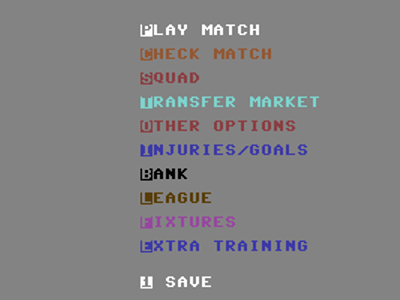 PLAY MATCH
CHECK MATCH
SQUAD
TRANSFER MARKET
OTHER OPTIONS
INJURIES/GOALS
BANK
LEAGUE
FIXTURES
EXTRA TRAINING
1 SAVE